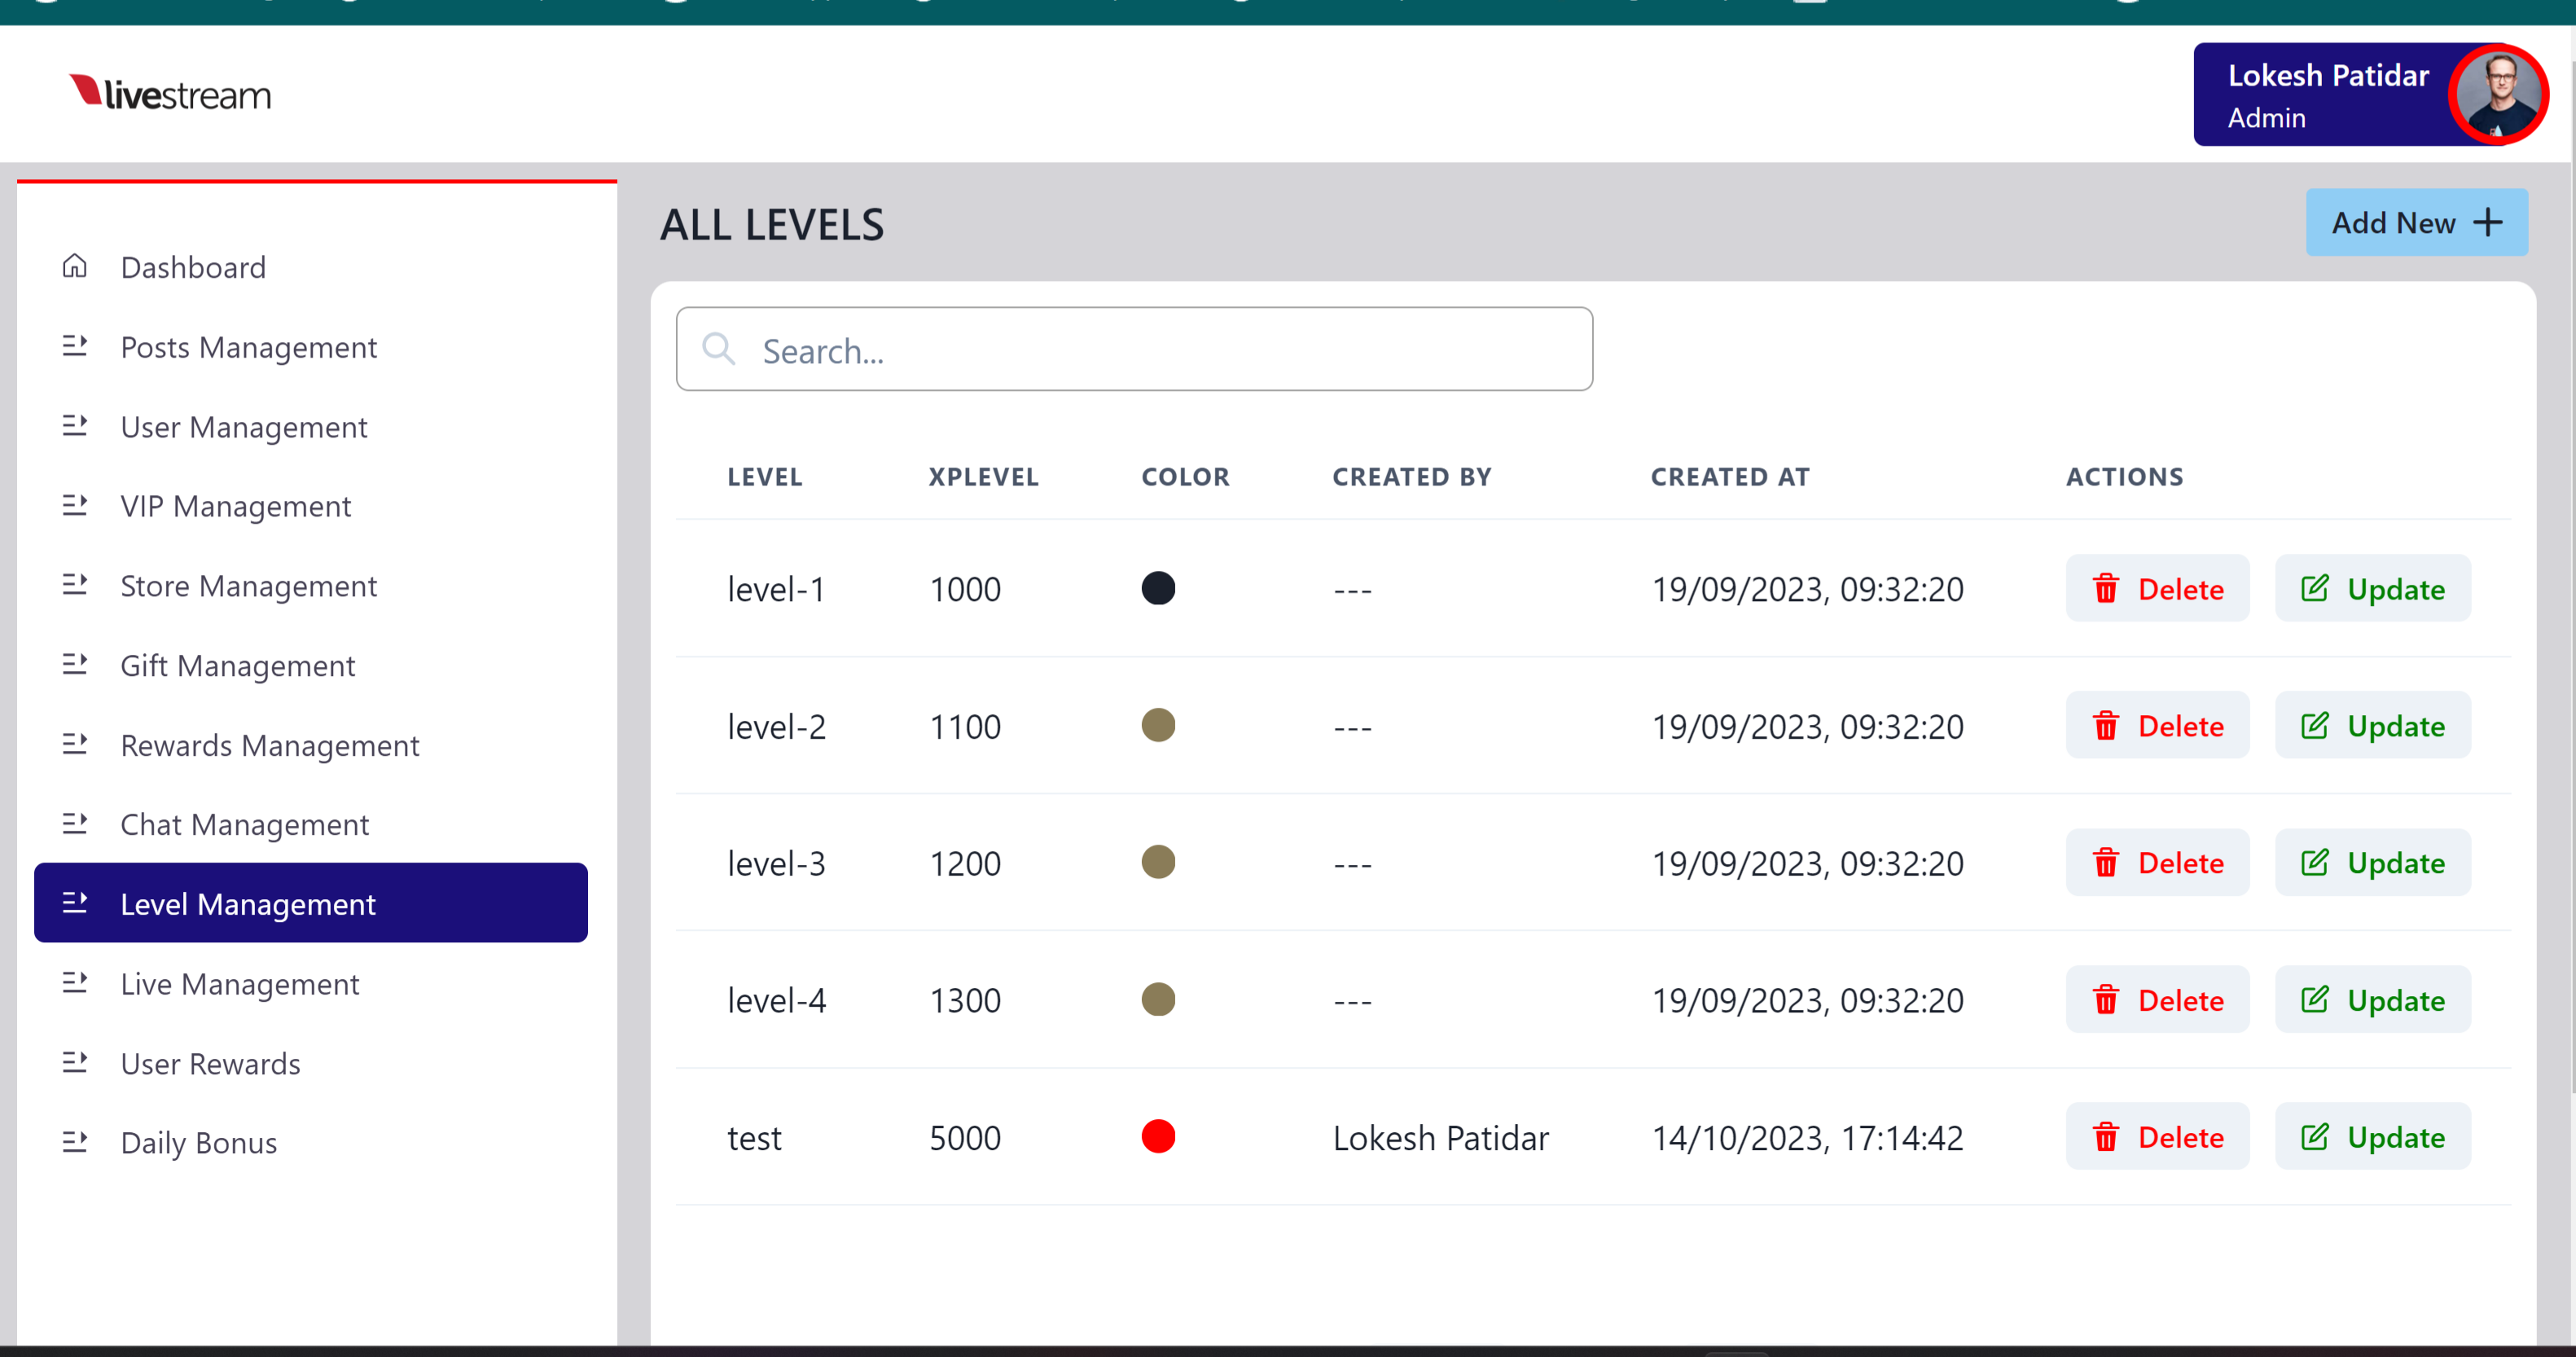 livestream
Lokesh Patidar
Admin
Dashboard
Posts Management
User Management
VIP Management
Store Management
Gift Management
Rewards Management
Chat Management
Level Management
Live Management
User Rewards
Daily Bonus
ALL LEVELS
Add New +
Search...
LEVEL XPLEVEL COLOR CREATED BY CREATED AT ACTIONS
level-1 1000 --- 19/09/2023, 09:32:20 Delete Update
level-2 1100 --- 19/09/2023, 09:32:20 Delete Update
level-3 1200 --- 19/09/2023, 09:32:20 Delete Update
level-4 1300 --- 19/09/2023, 09:32:20 Delete Update
test 5000 Lokesh Patidar 14/10/2023, 17:14:42 Delete Update